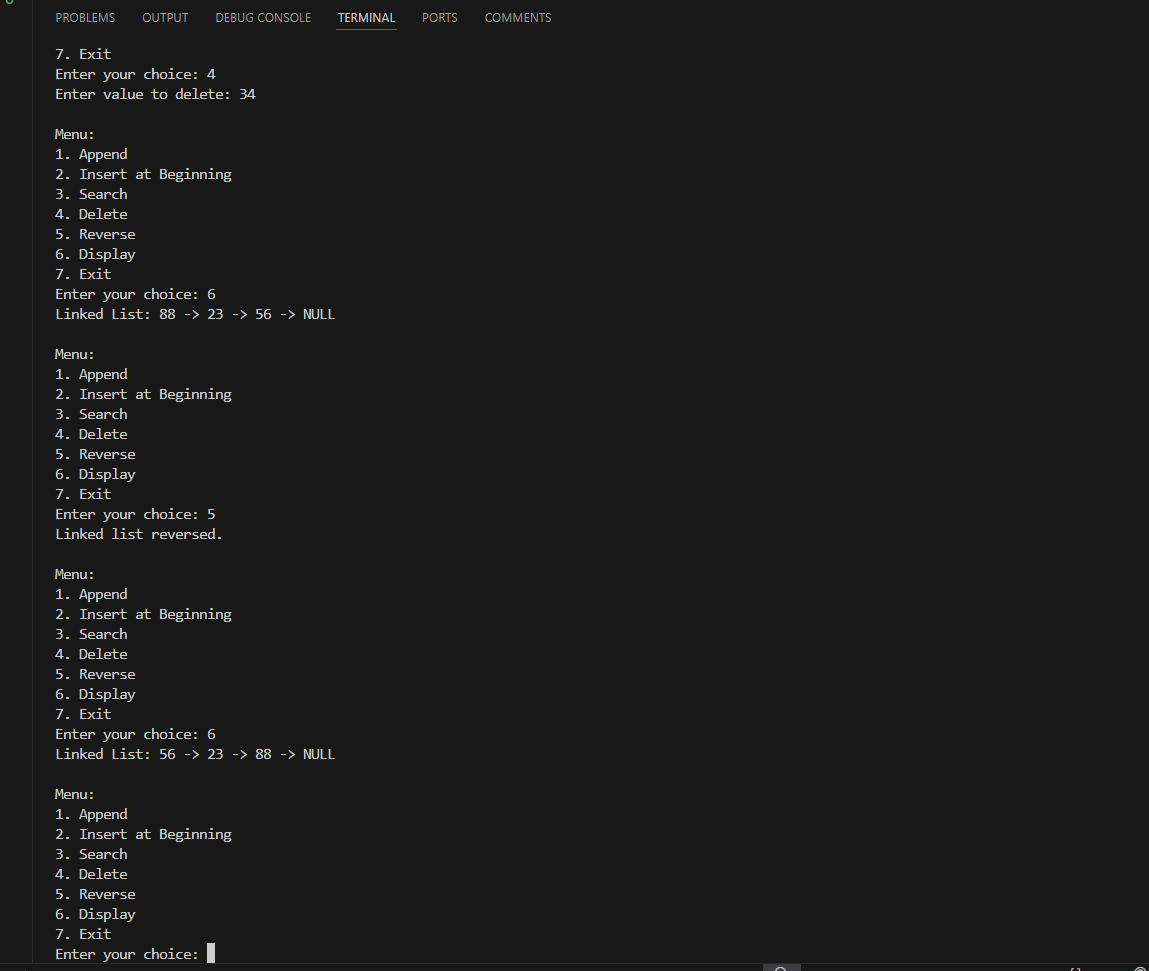 PROBLEMS OUTPUT DEBUG CONSOLE TERMINAL PORTS COMMENTS
7. Exit
Enter your choice: 4
Enter value to delete: 34
Menu:
1. Append
2. Insert at Beginning
3. Search
4. Delete
5. Reverse
6. Display
7. Exit
Enter your choice: 6
Linked List: 88 -> 23 -> 56 -> NULL
Menu:
1. Append
2. Insert at Beginning
3. Search
4. Delete
5. Reverse
6. Display
7. Exit
Enter your choice: 5
Linked list reversed.
Menu:
1. Append
2. Insert at Beginning
3. Search
4. Delete
5. Reverse
6. Display
7. Exit
Enter your choice: 6
Linked List: 56 -> 23 -> 88 -> NULL
Menu:
1. Append
2. Insert at Beginning
3. Search
4. Delete
5. Reverse
6. Display
7. Exit
Enter your choice: